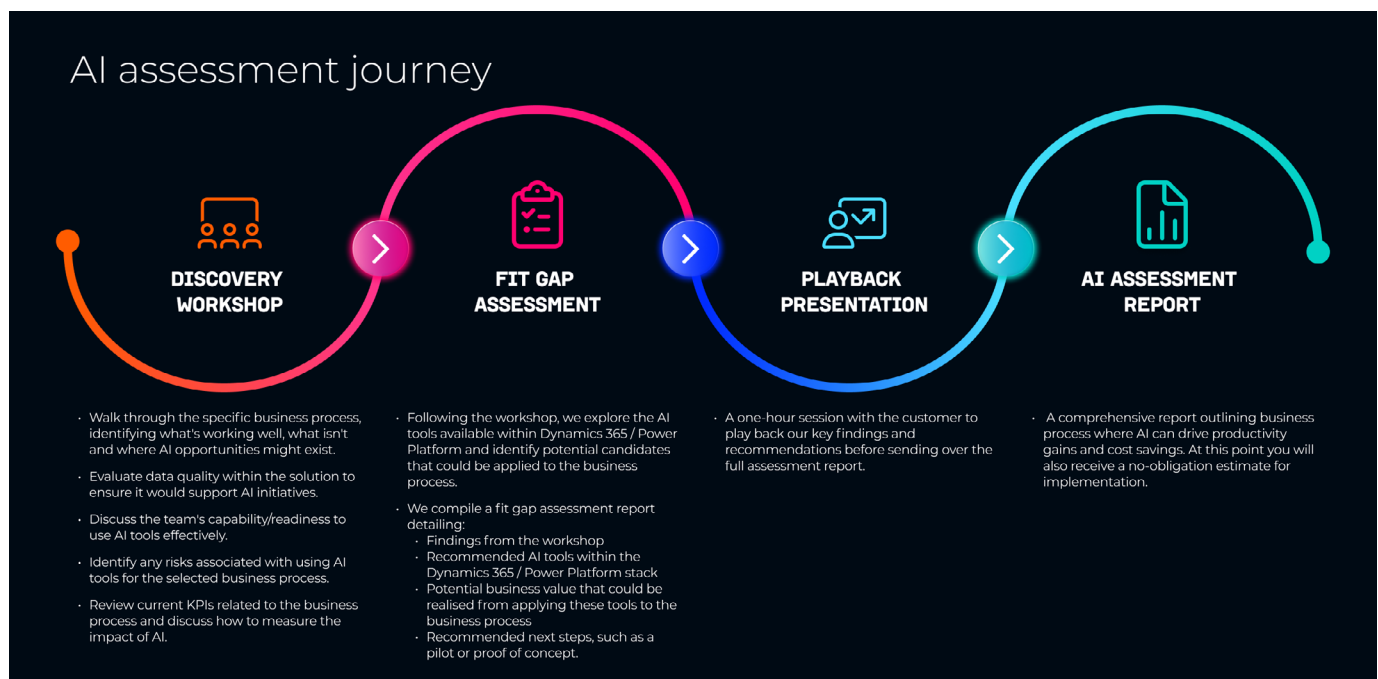 AI assessment journey
DISCOVERY
WORKSHOP
• Walk through the specific business process,
identifying what's working well, what isn't
and where AI opportunities might exist.
• Evaluate data quality within the solution to
ensure it would support AI initiatives.
• Discuss the team's capability/readiness to
use AI tools effectively.
• Identify any risks associated with using AI
tools for the selected business process.
• Review current KPIs related to the business
process and discuss how to measure the
impact of AI.
FIT GAP
ASSESSMENT
• Following the workshop, we explore the AI
tools available within Dynamics 365 / Power
Platform and identify potential candidates
that could be applied to the business
process.
• We compile a fit gap assessment report
detailing:
• Findings from the workshop
• Recommended AI tools within the
Dynamics 365 / Power Platform stack
• Potential business value that could be
realised from applying these tools to the
business process
• Recommended next steps, such as a
pilot or proof of concept.
PLAYBACK
PRESENTATION
• A one-hour session with the customer to
play back our key findings and
recommendations before sending over the
full assessment report.
AI ASSESSMENT
REPORT
• A comprehensive report outlining business
process where AI can drive productivity
gains and cost savings. At this point you will
also receive a no-obligation estimate for
implementation.